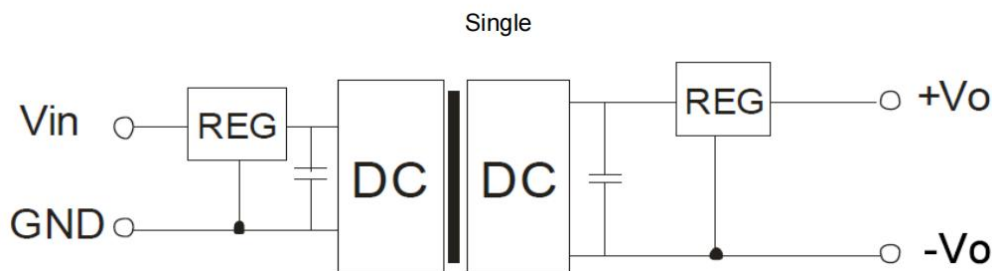 Single
Vin
REG
DC
DC
REG
+Vo
GND
-Vo